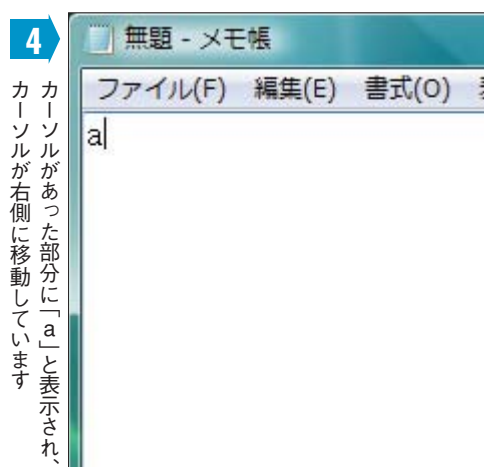 4
カーソルがあった部分に「a」と表示され、
カーソルが右側に移動しています
無題 - メモ帳
ファイル(F) 編集(E) 書式(O)
a